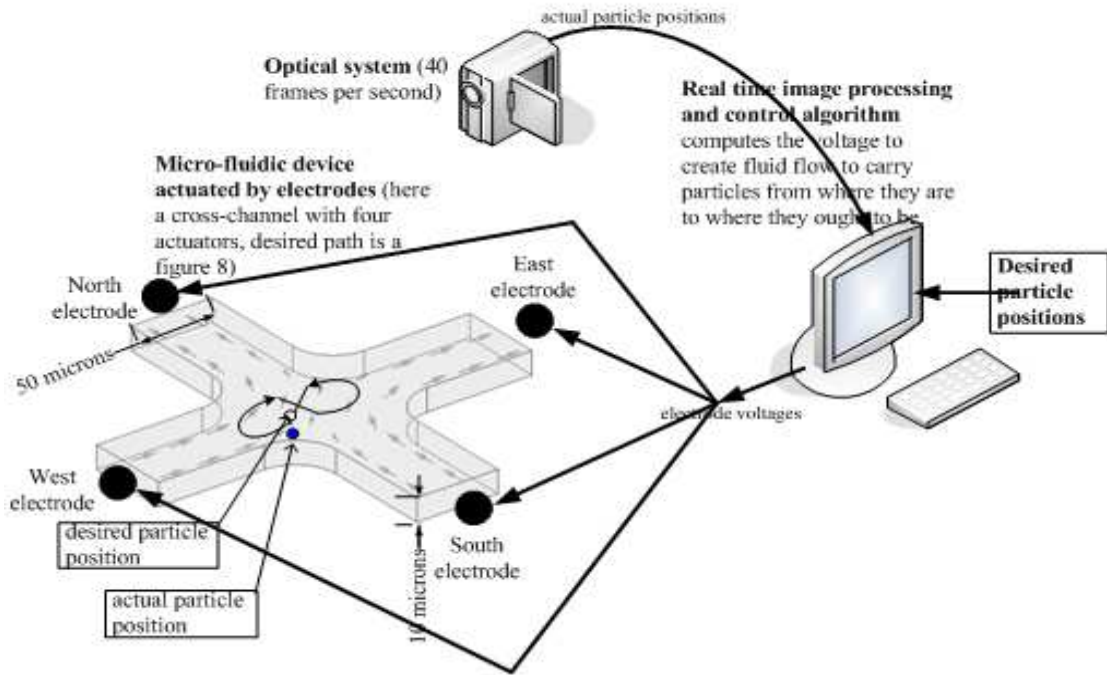 actual particle positions
Optical system (40
frames per second)
Real time image processing
and control algorithm
computes the voltage to
create fluid flow to carry
particles from where they are
to where they ought to be
Micro-fluidic device
actuated by electrodes (here
a cross-channel with four
actuators, desired path is a
figure 8)
North
electrode
East
electrode
Desired
particle
positions
50 microns
electrode voltages
West
electrode
South
electrode
desired particle
position
actual particle
position
10 microns